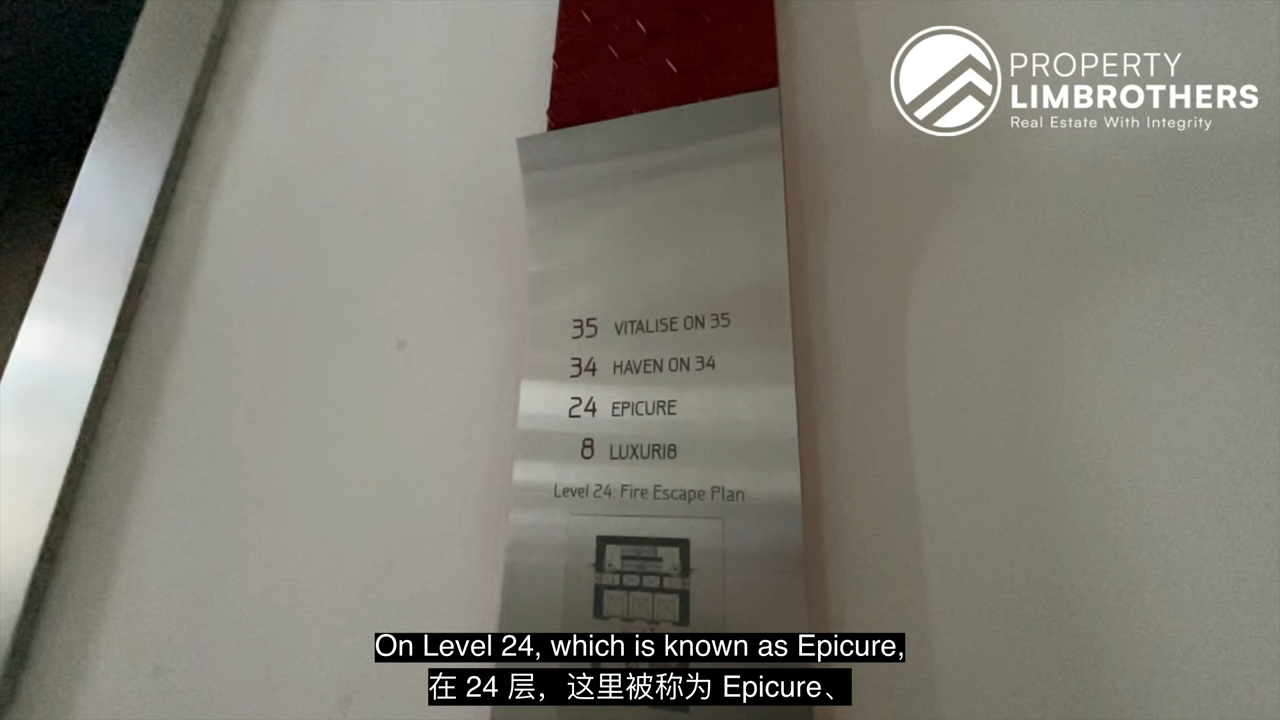 PROPERTY
LIMBROTHERS
Real Estate With Integrity
35 VITALISE ON 35
34 HAVEN ON 34
24 EPICURE
8 LUXURI8
Level 24: Fire Escape Plan
On Level 24, which is known as Epicure,
在 24 层，这里被称为 Epicure、